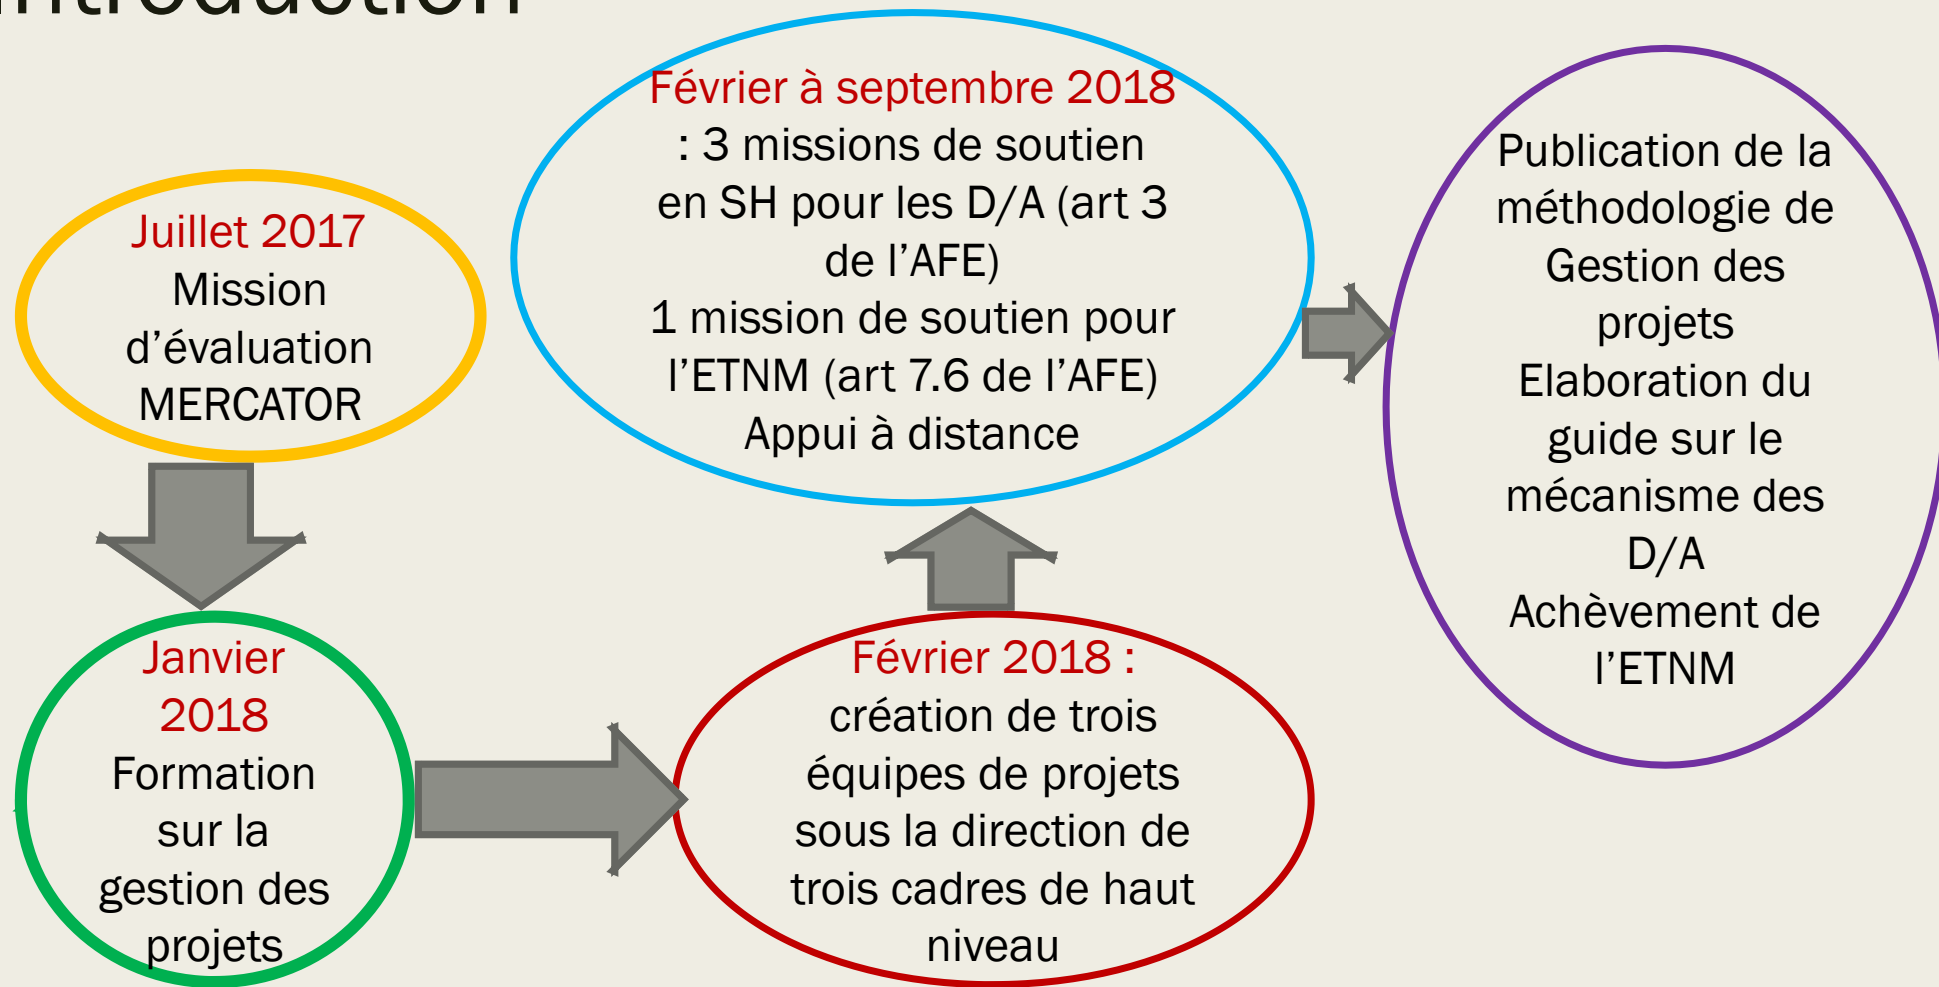 Introduction
Juillet 2017
Mission
d’évaluation
MERCATOR
Janvier
2018
Formation
sur la
gestion des
projets
Février 2018 :
création de trois
équipes de projets
sous la direction de
trois cadres de haut
niveau
Février à septembre 2018
: 3 missions de soutien
en SH pour les D/A (art 3
de l’AFE)
1 mission de soutien pour
l’ETNM (art 7.6 de l’AFE)
Appui à distance
Publication de la
méthodologie de
Gestion des
projets
Elaboration du
guide sur le
mécanisme des
D/A
Achèvement de
l’ETNM